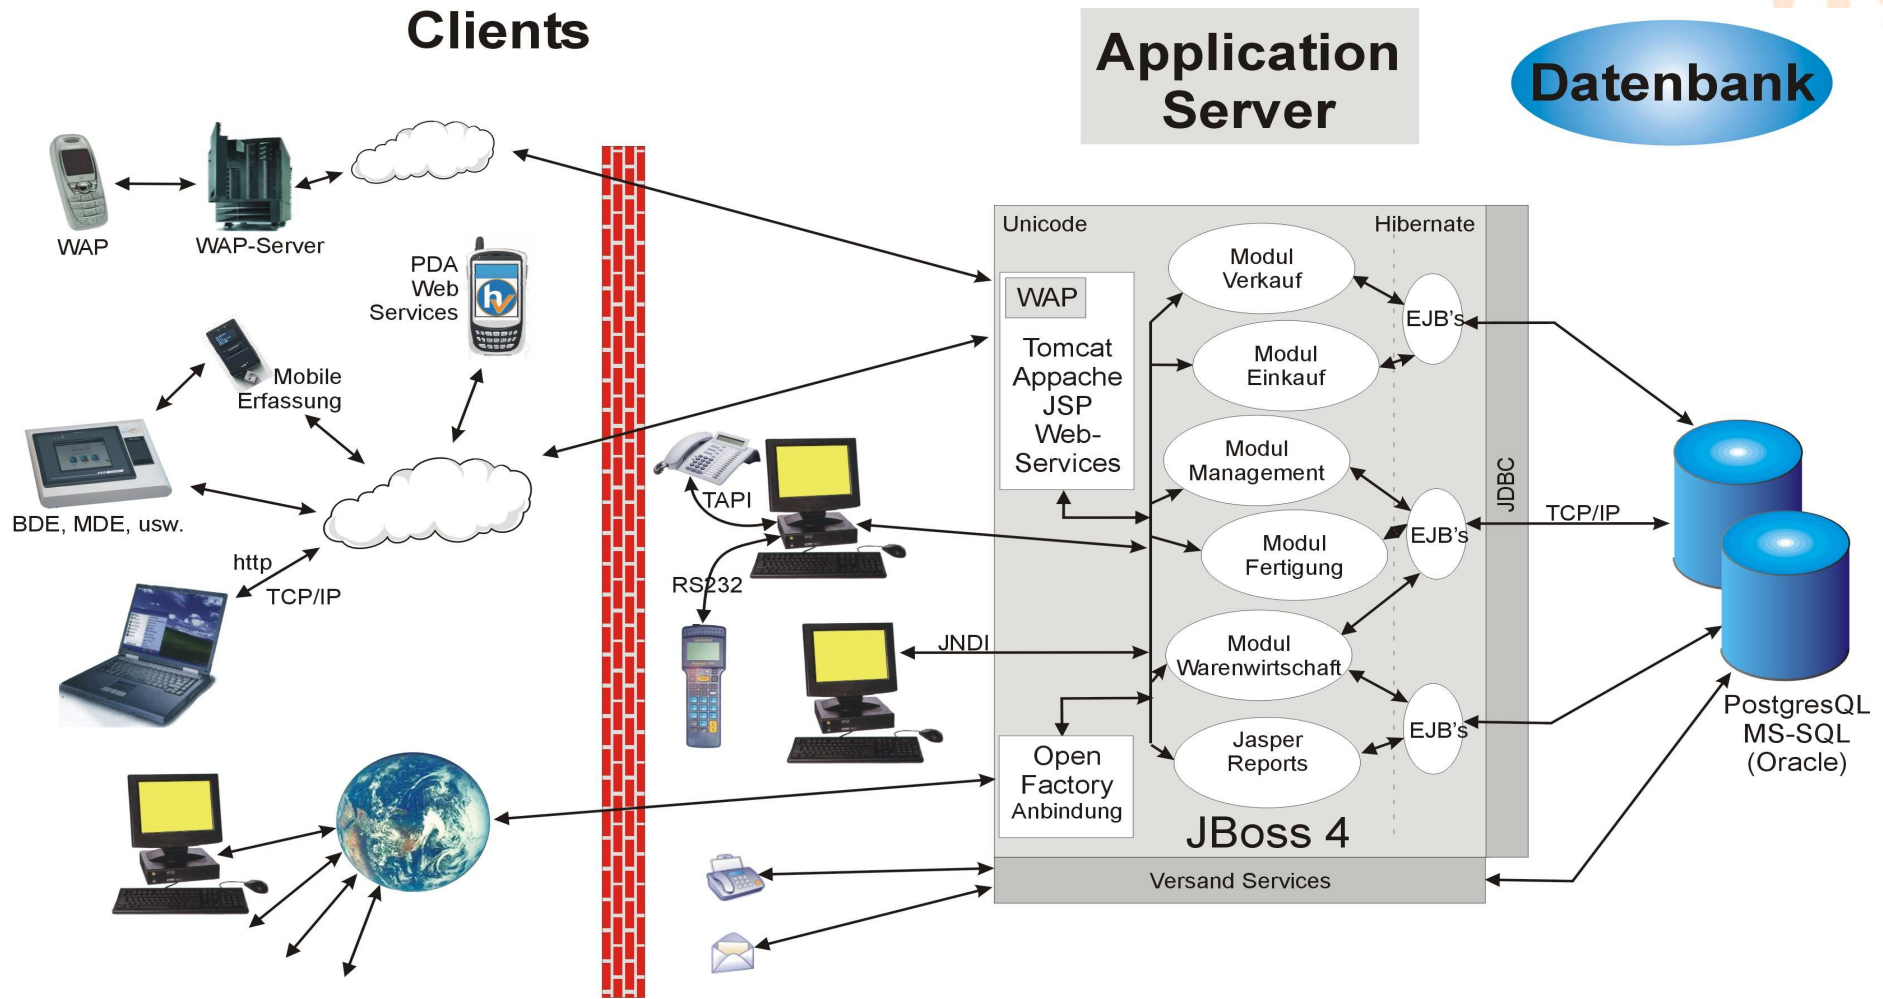 Clients
Application
Server
Datenbank
WAP
WAP-Server
PDA
Web
Services
Mobile
Erfassung
BDE, MDE, usw.
http
TCP/IP
TAPI
RS232
JNDI
Unicode
Hibernate
WAP
Tomcat
Appache
JSP
Web-
Services
Modul
Verkauf
Modul
Einkauf
Modul
Management
Modul
Fertigung
Modul
Warenwirtschaft
Jasper
Reports
EJB's
EJB's
EJB's
Open
Factory
Anbindung
JBoss 4
Versand Services
JDBC
TCP/IP
PostgresQL
MS-SQL
(Oracle)